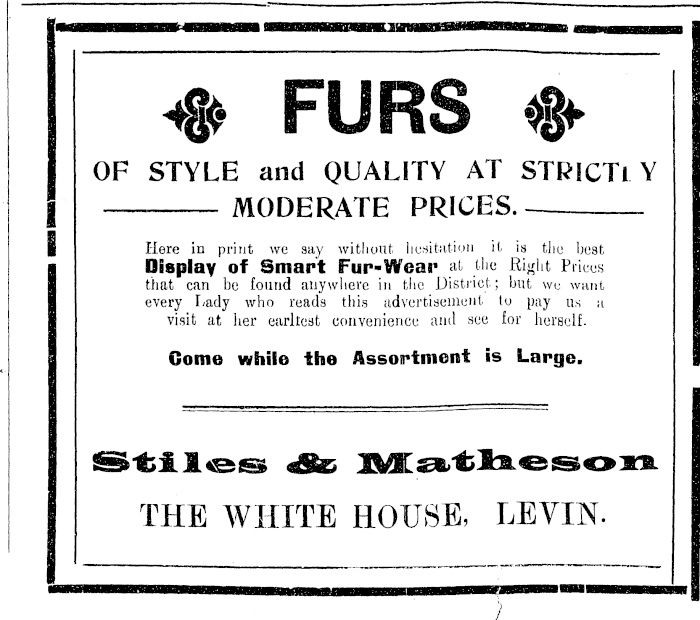 FURS
OF STYLE and QUALITY AT STRICTLY
MODERATE PRICES.
Here in print we say without hesitation it is the best
Display of Smart Fur-Wear at the Right Prices
that can be found anywhere in the District; but we want
every Lady who reads this advertisement to pay us a
visit at her earliest convenience and see for herself.
Come while the Assortment is Large.
Stiles & Matheson
THE WHITE HOUSE, LEVIN.